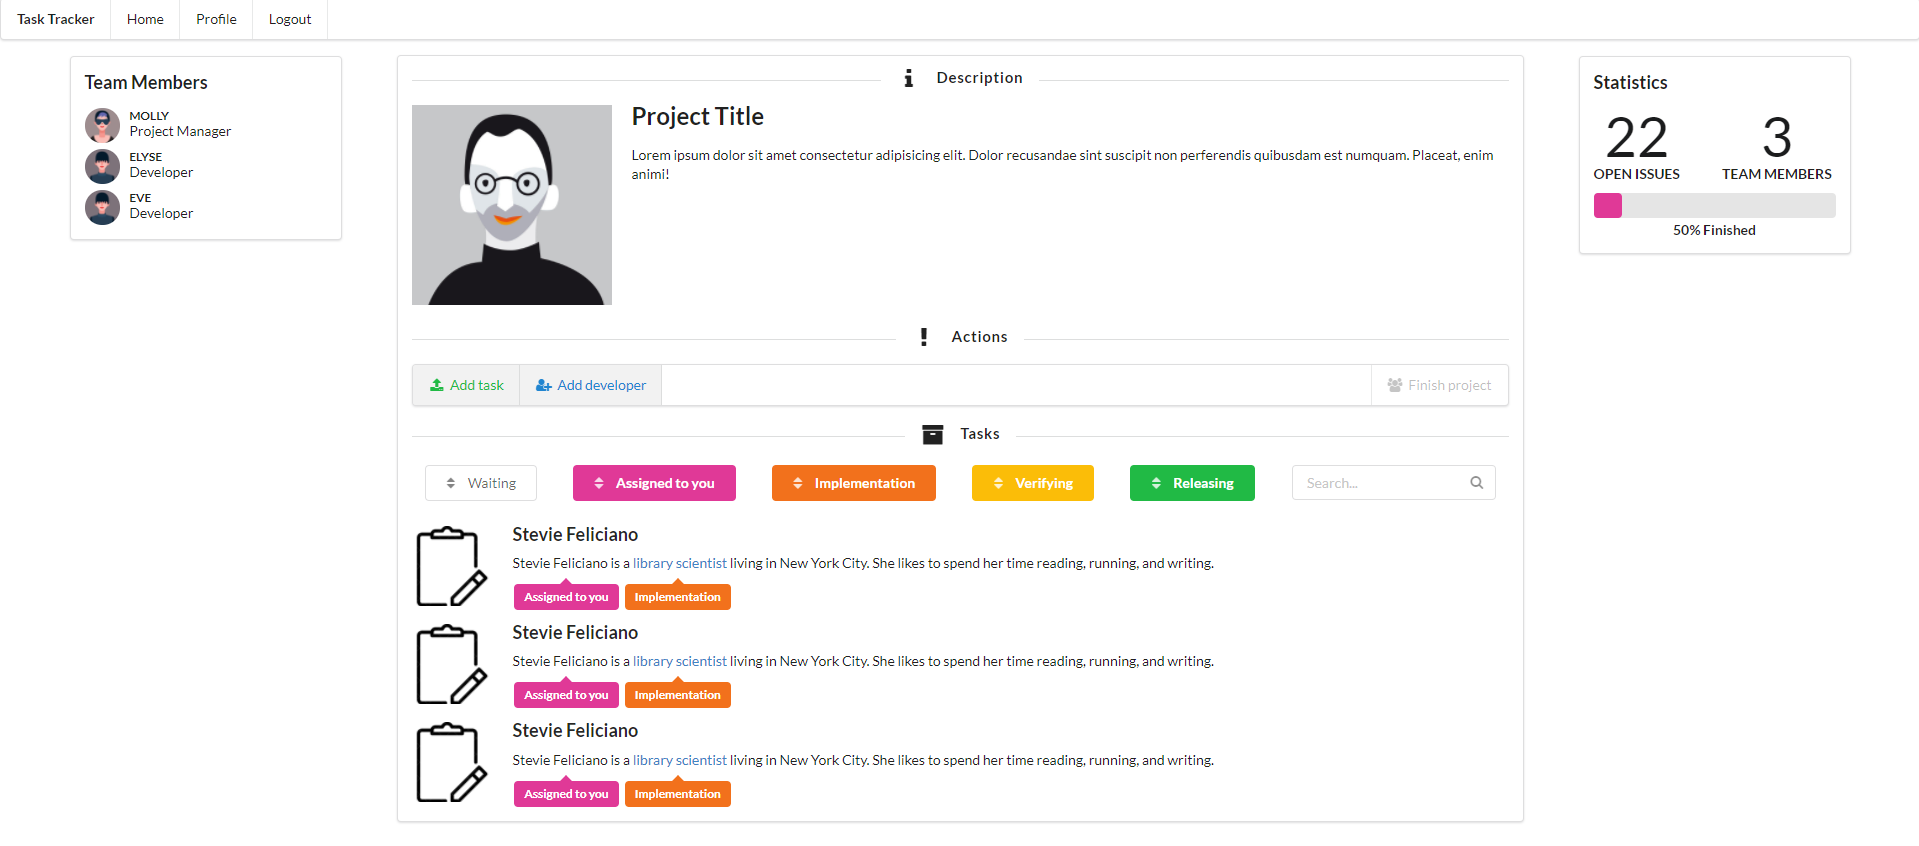 Task Tracker Home Profile Logout
Team Members
MOLLY
Project Manager
ELYSE
Developer
EVE
Developer
Description
Project Title
Lorem ipsum dolor sit amet consectetur adipisicing elit. Dolor recusandae sint suscipit non perferendis quibusdam est numquam. Placeat, enim
animi!
Actions
Add task Add developer Finish project
Tasks
Waiting Assigned to you Implementation Verifying Releasing Search...
Stevie Feliciano
Stevie Feliciano is a library scientist living in New York City. She likes to spend her time reading, running, and writing.
Assigned to you Implementation
Stevie Feliciano
Stevie Feliciano is a library scientist living in New York City. She likes to spend her time reading, running, and writing.
Assigned to you Implementation
Stevie Feliciano
Stevie Feliciano is a library scientist living in New York City. She likes to spend her time reading, running, and writing.
Assigned to you Implementation
Statistics
22 3
OPEN ISSUES TEAM MEMBERS
50% Finished